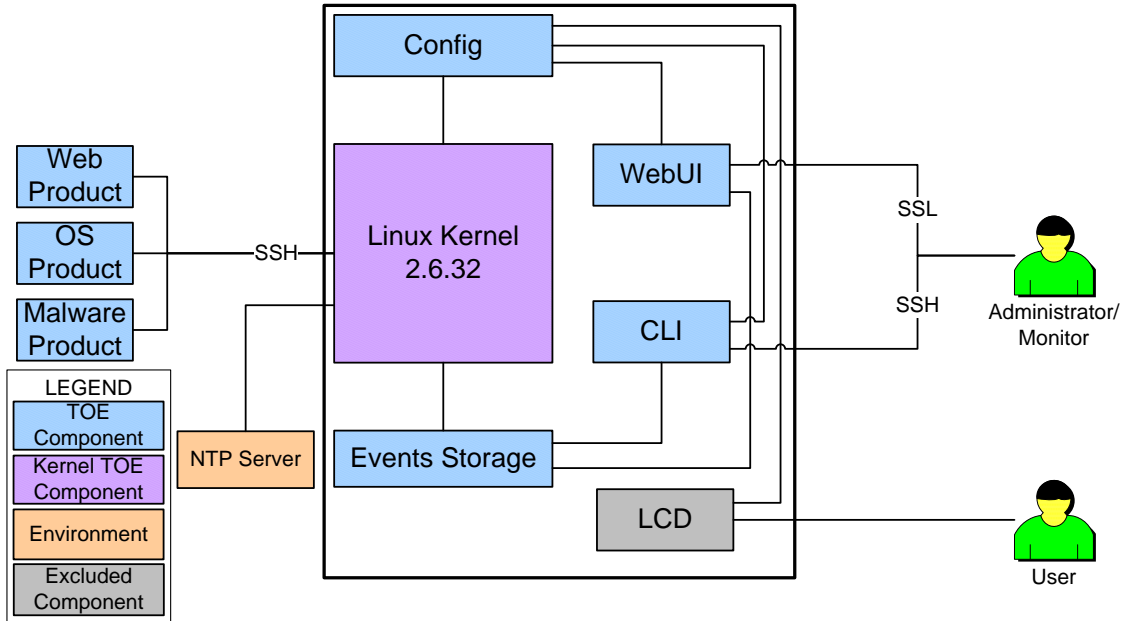 Config
Web
Product
OS
Product
Malware
Product
SSH
Linux Kernel
2.6.32
WebUI
CLI
SSL
SSH
Administrator/
Monitor
LEGEND
TOE
Component
Kernel TOE
Component
Environment
Excluded
Component
NTP Server
Events Storage
LCD
User